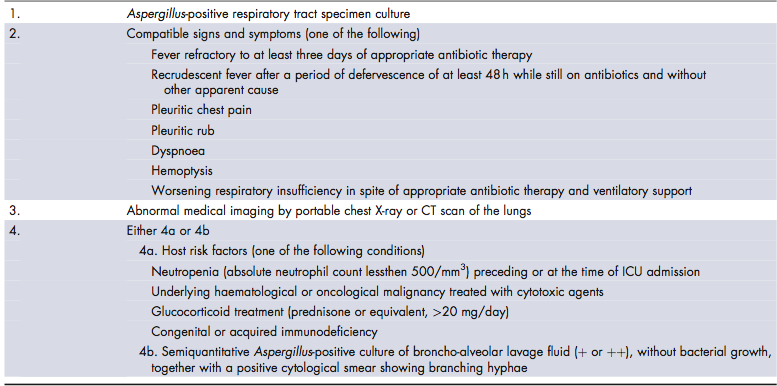 1. Aspergillus-positive respiratory tract specimen culture
2. Compatible signs and symptoms (one of the following)
Fever refractory to at least three days of appropriate antibiotic therapy
Recrudescent fever after a period of defervescence of at least 48 h while still on antibiotics and without
other apparent cause
Pleuritic chest pain
Pleuritic rub
Dyspnoea
Hemoptysis
Worsening respiratory insufficiency in spite of appropriate antibiotic therapy and ventilatory support
3. Abnormal medical imaging by portable chest X-ray or CT scan of the lungs
4. Either 4a or 4b
4a. Host risk factors (one of the following conditions)
Neutropenia (absolute neutrophil count lessthen 500/mm³) preceding or at the time of ICU admission
Underlying haematological or oncological malignancy treated with cytotoxic agents
Glucocorticoid treatment (prednisone or equivalent, >20 mg/day)
Congenital or acquired immunodeficiency
4b. Semiquantitative Aspergillus-positive culture of broncho-alveolar lavage fluid (+ or ++), without bacterial growth,
together with a positive cytological smear showing branching hyphae